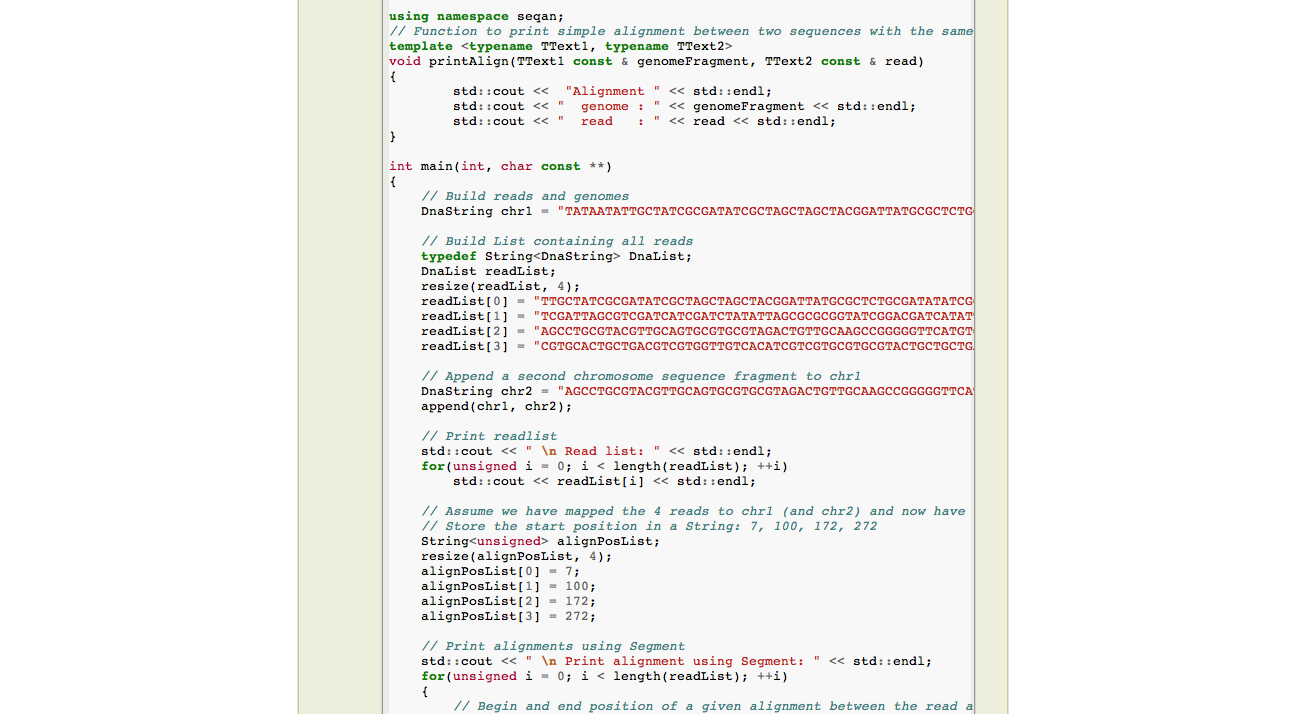 using namespace seqan;
// Function to print simple alignment between two sequences with the same
template <typename TText1, typename TText2>
void printAlign(TText1 const & genomeFragment, TText2 const & read)
{
        std::cout <<  "Alignment " << std::endl;
        std::cout << "  genome : " << genomeFragment << std::endl;
        std::cout << "  read   : " << read << std::endl;
}
int main(int, char const **)
{
    // Build reads and genomes
    DnaString chr1 = "TATAATATTGCTATCGCGATATCGCTAGCTAGCTACGGATTATGCGCTCTG
    // Build List containing all reads
    typedef String<DnaString> DnaList;
    DnaList readList;
    resize(readList, 4);
    readList[0] = "TTGCTATCGCGATATCGCTAGCTAGCTACGGATTATGCGCTCTGCGATATATCG
    readList[1] = "TCGATTAGCGTCGATCATCGATCTATATTAGCGCGCGGTATCGGACGATCATAT
    readList[2] = "AGCCTGCGTACGTTGCAGTGCGTGCGTAGACTGTTGCAAGCCGGGGGTTCATGT
    readList[3] = "CGTGCACTGCTGACGTCGTGGTTGTCACATCGTCGTGCGTGCGTACTGCTGCTG
    // Append a second chromosome sequence fragment to chr1
    DnaString chr2 = "AGCCTGCGTACGTTGCAGTGCGTGCGTAGACTGTTGCAAGCCGGGGGTTCA
    append(chr1, chr2);
    // Print readlist
    std::cout << " \n Read list: " << std::endl;
    for(unsigned i = 0; i < length(readList); ++i)
        std::cout << readList[i] << std::endl;
    // Assume we have mapped the 4 reads to chr1 (and chr2) and now have
    // Store the start position in a String: 7, 100, 172, 272
    String<unsigned> alignPosList;
    resize(alignPosList, 4);
    alignPosList[0] = 7;
    alignPosList[1] = 100;
    alignPosList[2] = 172;
    alignPosList[3] = 272;
    // Print alignments using Segment
    std::cout << " \n Print alignment using Segment: " << std::endl;
    for(unsigned i = 0; i < length(readList); ++i)
    {
        // Begin and end position of a given alignment between the read a